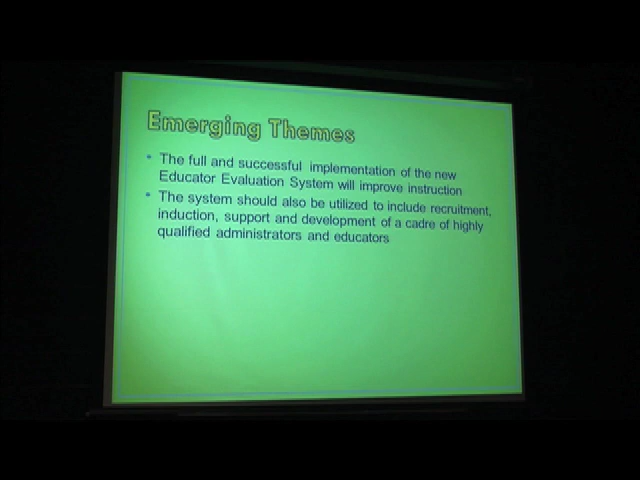 Emerging Themes
• The full and successful implementation of the new
Educator Evaluation System will improve instruction
• The system should also be utilized to include recruitment,
induction, support and development of a cadre of highly
qualified administrators and educators